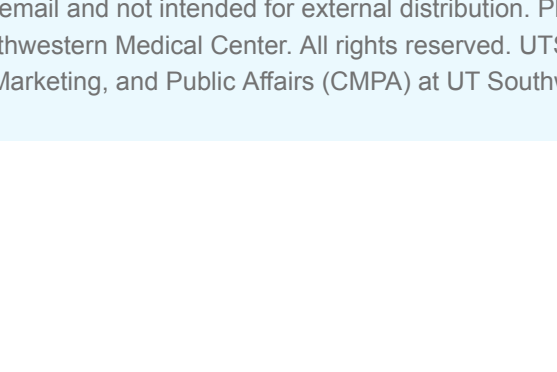 email and not intended for external distribution. Pl
thwestern Medical Center. All rights reserved. UTS
Marketing, and Public Affairs (CMPA) at UT Southw